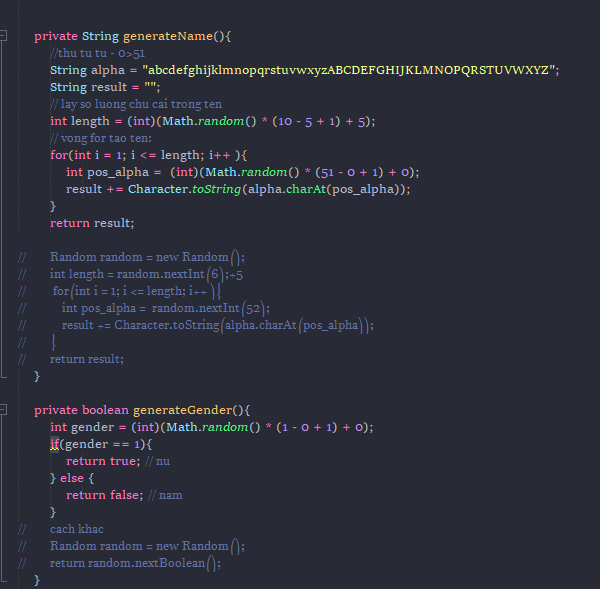 private String generateName(){
//thu tu tu - 0>51
String alpha = "abcdefghijklmnopqrstuvwxyzABCDEFGHIJKLMNOPQRSTUVWXYZ";
String result = "";
// lay so luong chu cai trong ten
int length = (int)(Math.random() * (10 - 5 + 1) + 5);
// vong for tao ten:
for(int i = 1; i <= length; i++ ){
int pos_alpha =  (int)(Math.random() * (51 - 0 + 1) + 0);
result += Character.toString(alpha.charAt(pos_alpha));
}
return result;
// Random random = new Random();
// int length = random.nextInt(6);+5
// for(int i = 1; i <= length; i++ ){
// int pos_alpha =  random.nextInt(52);
// result += Character.toString(alpha.charAt(pos_alpha));
// }
// return result;
}
private boolean generateGender(){
int gender = (int)(Math.random() * (1 - 0 + 1) + 0);
if(gender == 1){
return true; // nu
} else {
return false; // nam
}
// cach khac
// Random random = new Random();
// return random.nextBoolean();
}